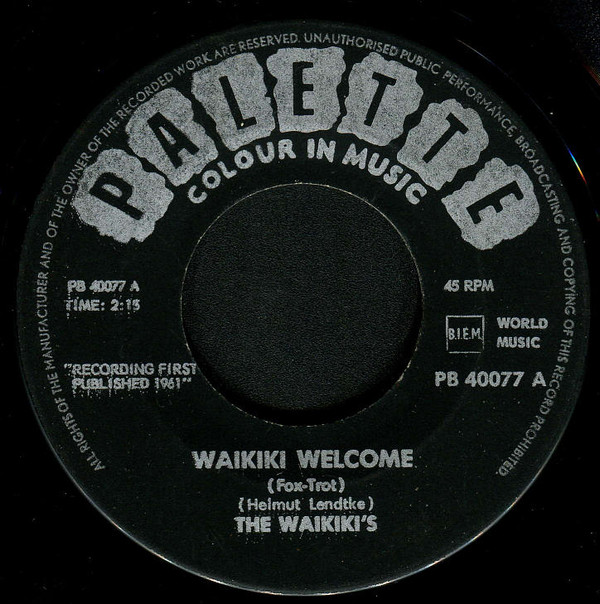 ALL RIGHTS OF THE MANUFACTURER AND OF THE OWNER OF THE RECORDED WORK ARE RESERVED. UNAUTHORISED PUBLIC PERFORMANCE, BROADCASTING AND COPYING OF THIS RECORD PROHIBITED.
PALETTE
COLOUR IN MUSIC
PB 40077 A
TIME: 2:15
"RECORDING FIRST
PUBLISHED 1961"
45 RPM
B.I.E.M.
WORLD
MUSIC
PB 40077 A
WAIKIKI WELCOME
(Fox-Trot)
(Helmut Lendtke)
THE WAIKIKI'S